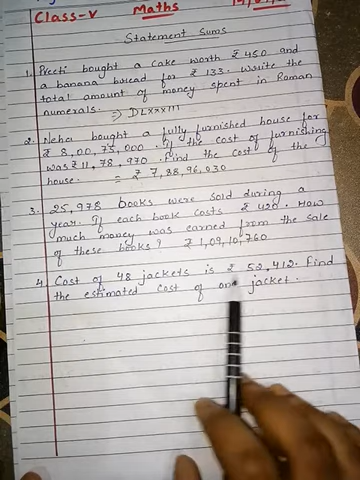 Class-V Maths
Statement Sums
1. Preeti bought a cake worth ₹ 450 and
a banana bread for ₹ 133. Write the
total amount of money spent in Roman
numerals. ⇒ DLXXXIII
2. Neha bought a fully furnished house for
₹ 8,00,75,000. If the cost of furnishing
was ₹ 11,78,970. Find the cost of the
house. = ₹ 7,88,96,030
3. 25,978 books were sold during a
year. If each book costs ₹ 420. How
much money was earned from the sale
of these books? ₹ 1,09,10,760
4. Cost of 48 jackets is ₹ 52,412. Find
the estimated cost of one jacket.